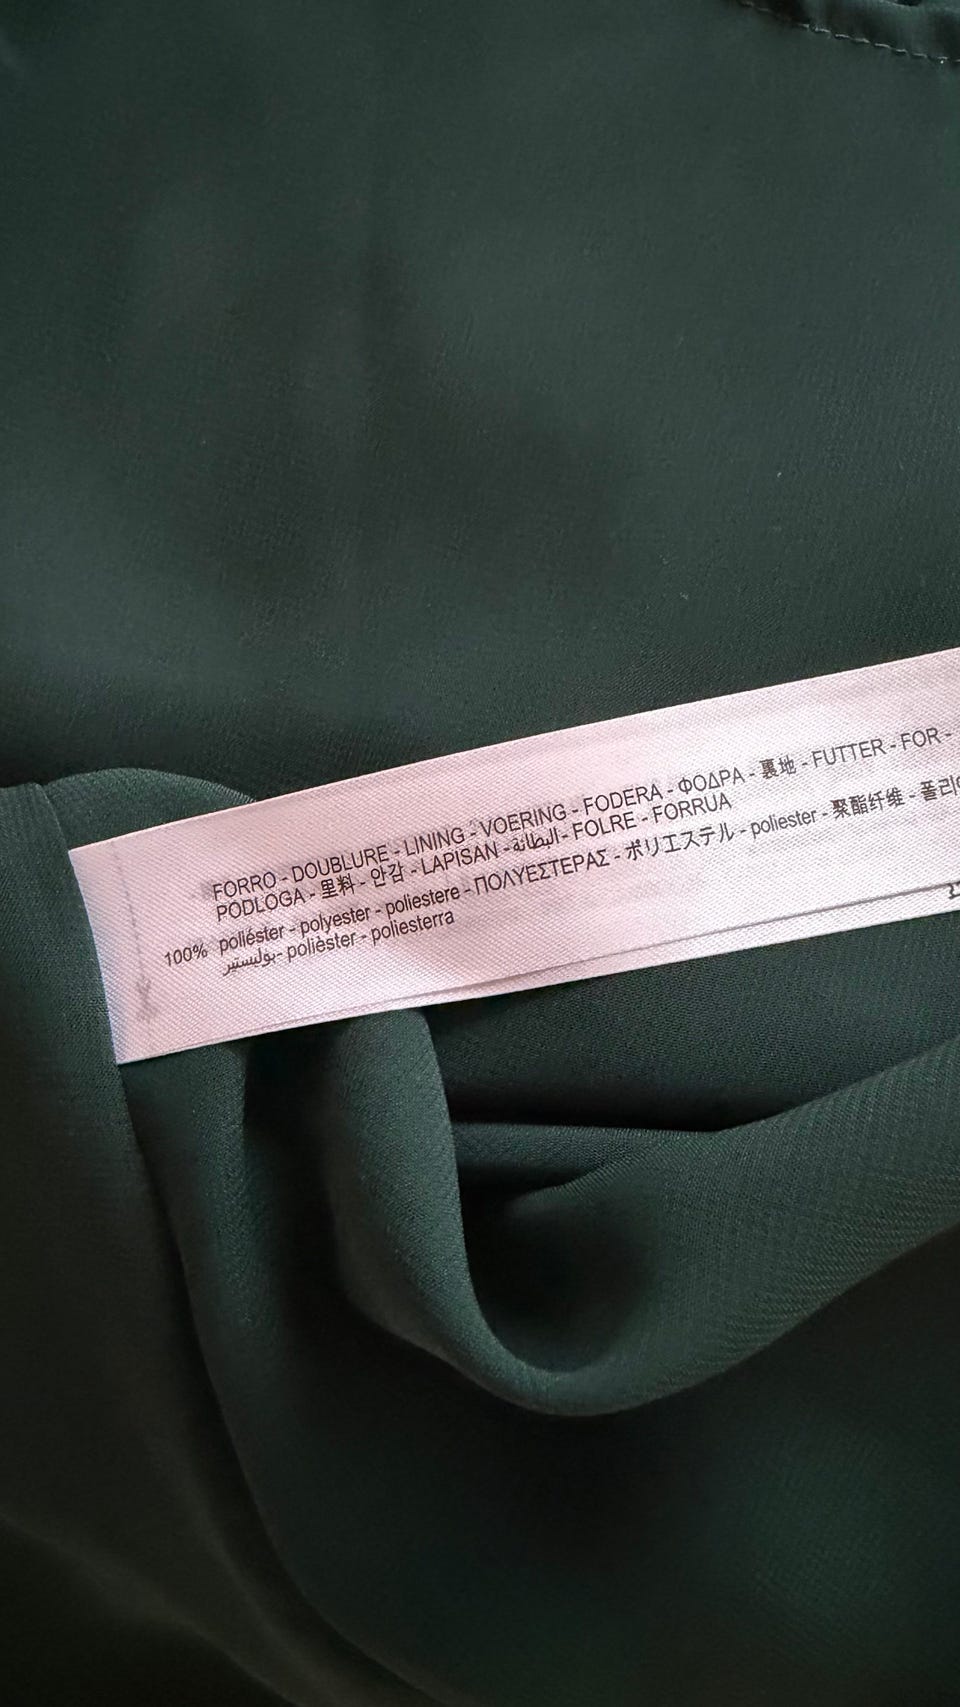 FORRO - DOUBLURE - LINING - VOERING - FODERA - ΦΟΔΡΑ - 裏地 - FUTTER - FOR -
PODLOGA - 里料 - 안감 - LAPISAN - البطانة - FOLRE - FORRUA
100% poliéster - polyester - poliestere - ΠΟΛΥΕΣΤΕΡΑΣ - ポリエステル - poliester - 聚酯纤维 -
بوليستير - polièster - poliesterra